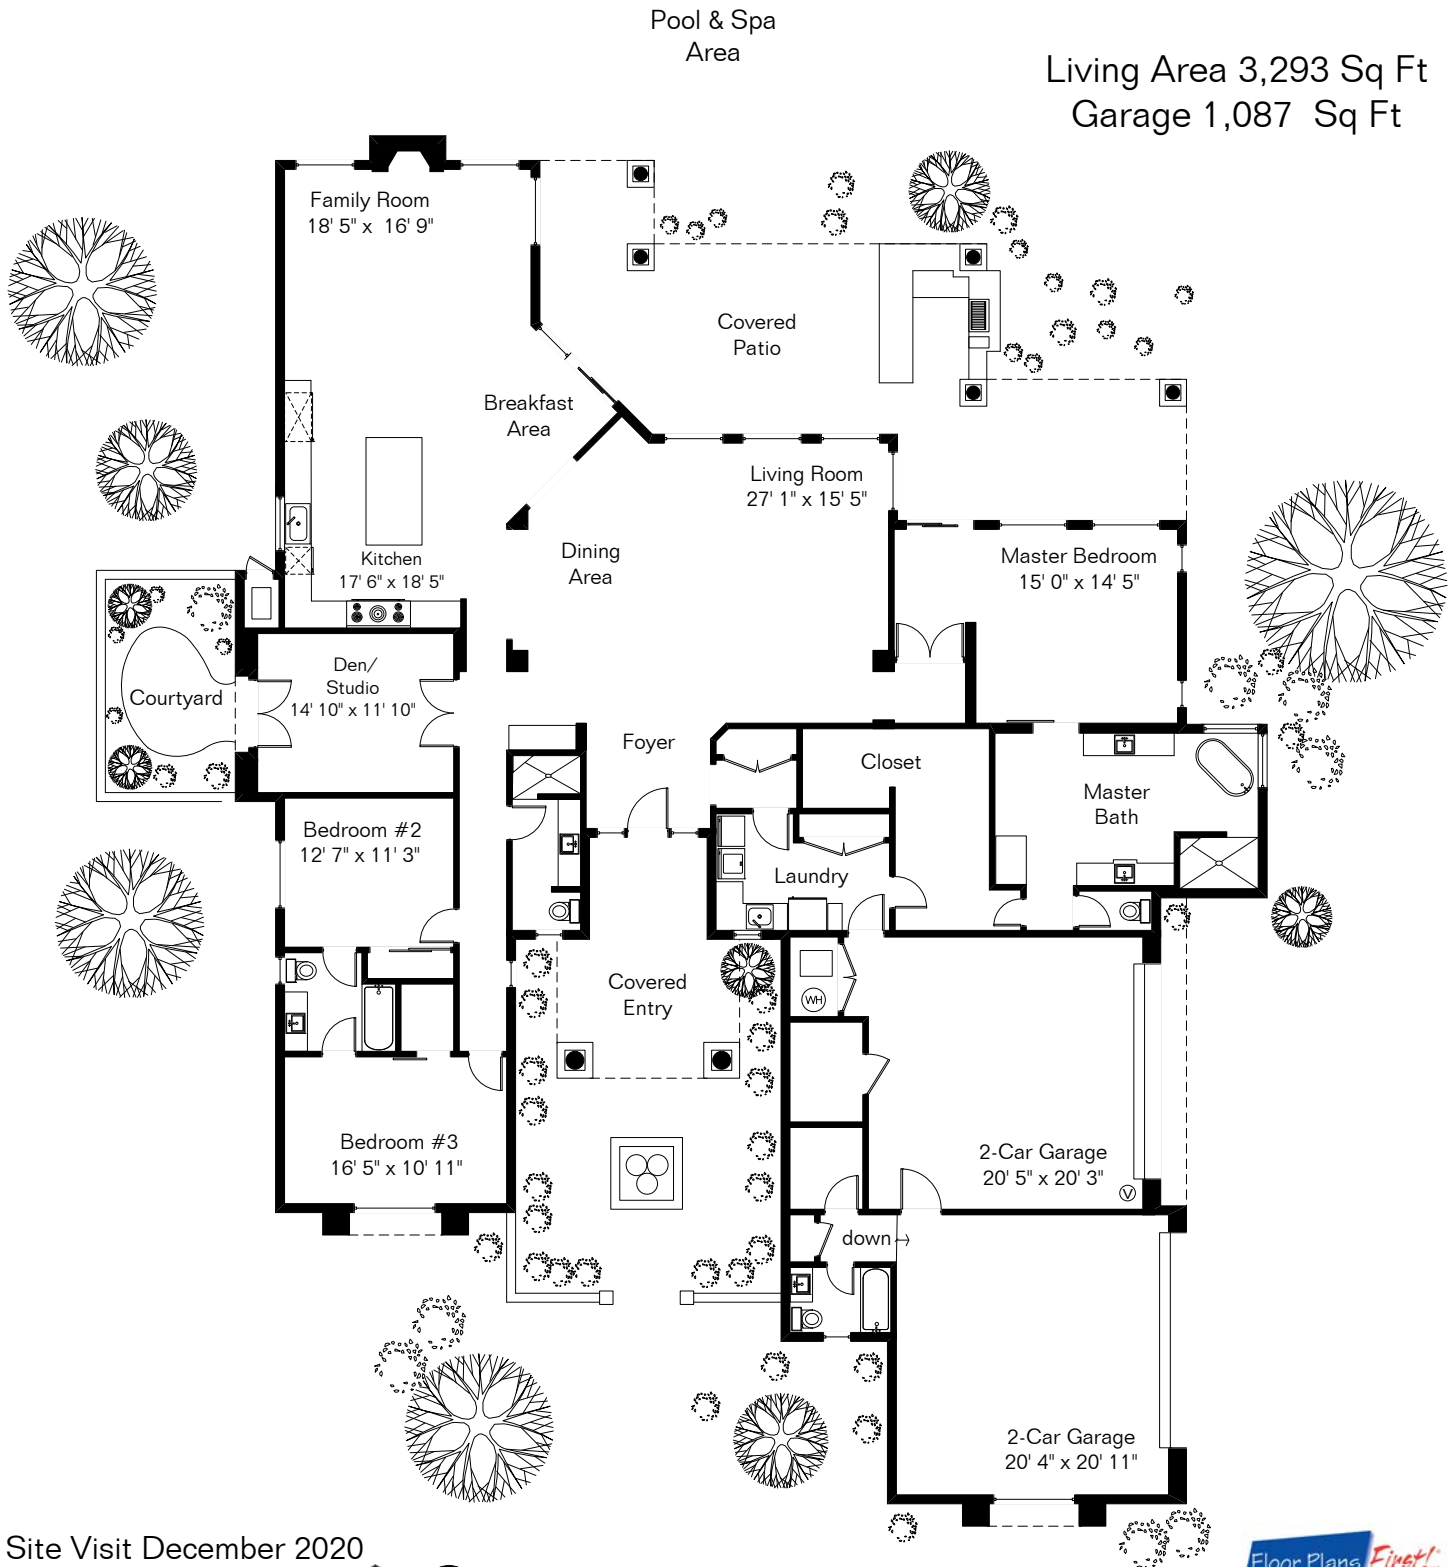 Pool & Spa
Area
Living Area 3,293 Sq Ft
Garage 1,087 Sq Ft
Family Room
18' 5" x 16' 9"
Covered
Patio
Breakfast
Area
Living Room
27' 1" x 15' 5"
Kitchen
17' 6" x 18' 5"
Dining
Area
Master Bedroom
15' 0" x 14' 5"
Den/
Studio
14' 10" x 11' 10"
Courtyard
Foyer
Closet
Master
Bath
Bedroom #2
12' 7" x 11' 3"
Laundry
Covered
Entry
WH
Bedroom #3
16' 5" x 10' 11"
2-Car Garage
20' 5" x 20' 3"
V
down
2-Car Garage
20' 4" x 20' 11"
Site Visit December 2020
Floor Plans First!